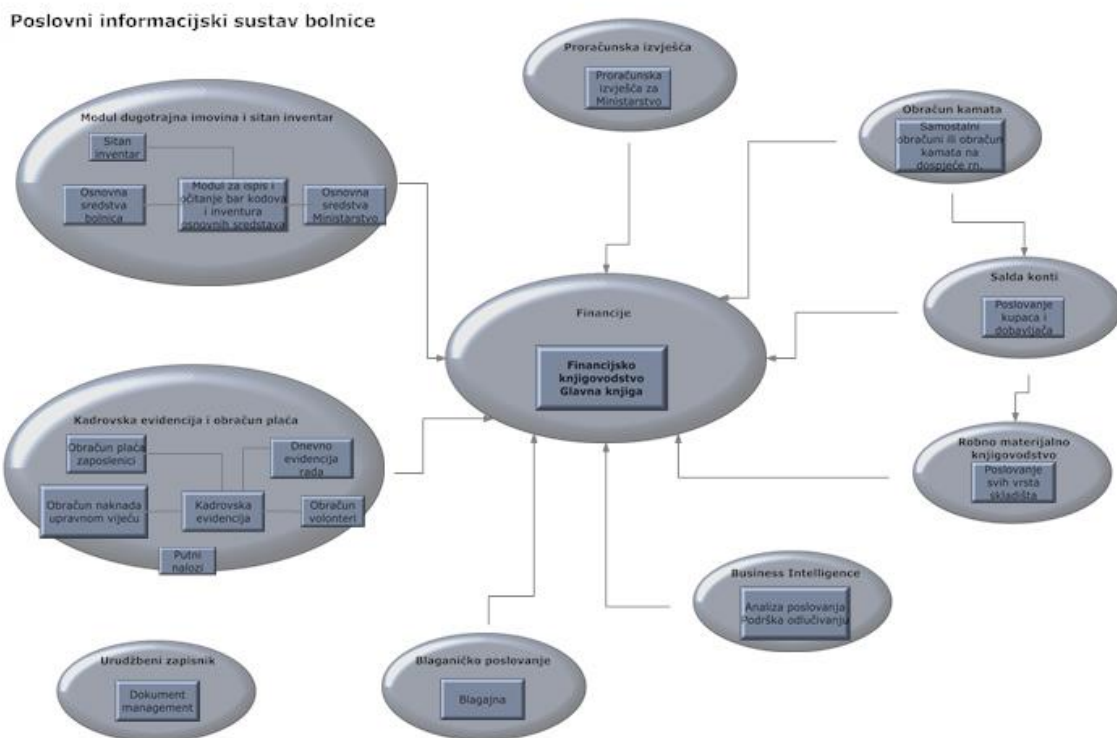 Poslovni informacijski sustav bolnice
Proračunska izvješća
Proračunska
izvješća za
Ministarstvo
Modul dugotrajna imovina i sitan inventar
Sitan
inventar
Osnovna
sredstva
bolnica
Modul za ispis i
očitanje bar kodova
i inventura
osnovnih sredstava
Osnovna
sredstva
Ministarstvo
Obračun kamata
Samostalni
obračuni ili obračun
kamata na
dospjeće rn.
Salda konti
Poslovanje
kupaca i
dobavljača
Financije
Financijsko
knjigovodstvo
Glavna knjiga
Kadrovska evidencija i obračun plaća
Obračun plaća
zaposlenici
Dnevno
evidencija
rada
Obračun naknada
upravnom vijeću
Kadrovska
evidencija
Obračun
volonteri
Putni
nalozi
Robno materijalno
knjigovodstvo
Poslovanje
svih vrsta
skladišta
Business Intelligence
Analiza poslovanja
Podrška odlučivanju
Urudžbeni zapisnik
Dokument
management
Blaganičko poslovanje
Blagajna